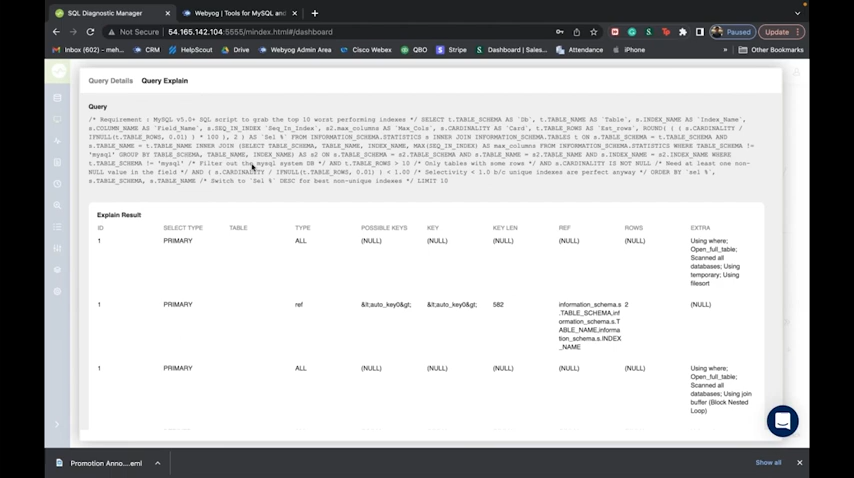 SQL Diagnostic Manager
Webyog | Tools for MySQL and
Not Secure
54.165.142.104:5555/mindex.html#/dashboard
Paused
Update
Inbox (602) - meh...
CRM
HelpScout
Drive
Webyog Admin Area
Cisco Webex
QBO
Stripe
Dashboard | Sales...
Attendance
iPhone
»
Other Bookmarks
Query Details
Query Explain
Query
/* Requirement : MySQL v5.0+ SQL script to grab the top 10 worst performing indexes */ SELECT t.TABLE_SCHEMA AS `Db`, t.TABLE_NAME AS `Table`, s.INDEX_NAME AS `Index_Name`,
s.COLUMN_NAME AS `Field_Name`, s.SEQ_IN_INDEX `Seq_In_Index`, s2.max_columns AS `Max_Cols`, s.CARDINALITY AS `Card`, t.TABLE_ROWS AS `Est_rows`, ROUND( ( ( s.CARDINALITY /
IFNULL(t.TABLE_ROWS, 0.01) ) * 100 ), 2 ) AS `Sel %` FROM INFORMATION_SCHEMA.STATISTICS s INNER JOIN INFORMATION_SCHEMA.TABLES t ON s.TABLE_SCHEMA = t.TABLE_SCHEMA AND
s.TABLE_NAME = t.TABLE_NAME INNER JOIN (SELECT TABLE_SCHEMA, TABLE_NAME, INDEX_NAME, MAX(SEQ_IN_INDEX) AS max_columns FROM INFORMATION_SCHEMA.STATISTICS WHERE TABLE_SCHEMA !=
'mysql' GROUP BY TABLE_SCHEMA, TABLE_NAME, INDEX_NAME) AS s2 ON s.TABLE_SCHEMA = s2.TABLE_SCHEMA AND s.TABLE_NAME = s2.TABLE_NAME AND s.INDEX_NAME = s2.INDEX_NAME WHERE
t.TABLE_SCHEMA != 'mysql' /* Filter out the mysql system DB */ AND t.TABLE_ROWS > 10 /* Only tables with some rows */ AND s.CARDINALITY IS NOT NULL /* Need at least one non-
NULL value in the field */ AND ( s.CARDINALITY / IFNULL(t.TABLE_ROWS, 0.01) ) < 1.00 /* Selectivity < 1.0 b/c unique indexes are perfect anyway */ ORDER BY `sel %`,
s.TABLE_SCHEMA, s.TABLE_NAME /* Switch to `Sel %` DESC for best non-unique indexes */ LIMIT 10
Explain Result
ID SELECT TYPE TABLE TYPE POSSIBLE KEYS KEY KEY LEN REF ROWS EXTRA
1 PRIMARY ALL (NULL) (NULL) (NULL) (NULL) (NULL) Using where;
Open_full_table;
Scanned all
databases; Using
temporary; Using
filesort
1 PRIMARY ref &lt;auto_key0&gt; &lt;auto_key0&gt; 582 information_schema.s 2 (NULL)
.TABLE_SCHEMA,inf
ormation_schema.s.T
ABLE_NAME,informa
tion_schema.s.INDEX
_NAME
1 PRIMARY ALL (NULL) (NULL) (NULL) (NULL) (NULL) Using where;
Open_full_table;
Scanned all
databases; Using join
buffer (Block Nested
Loop)
Promotion Anno....eml
Show all